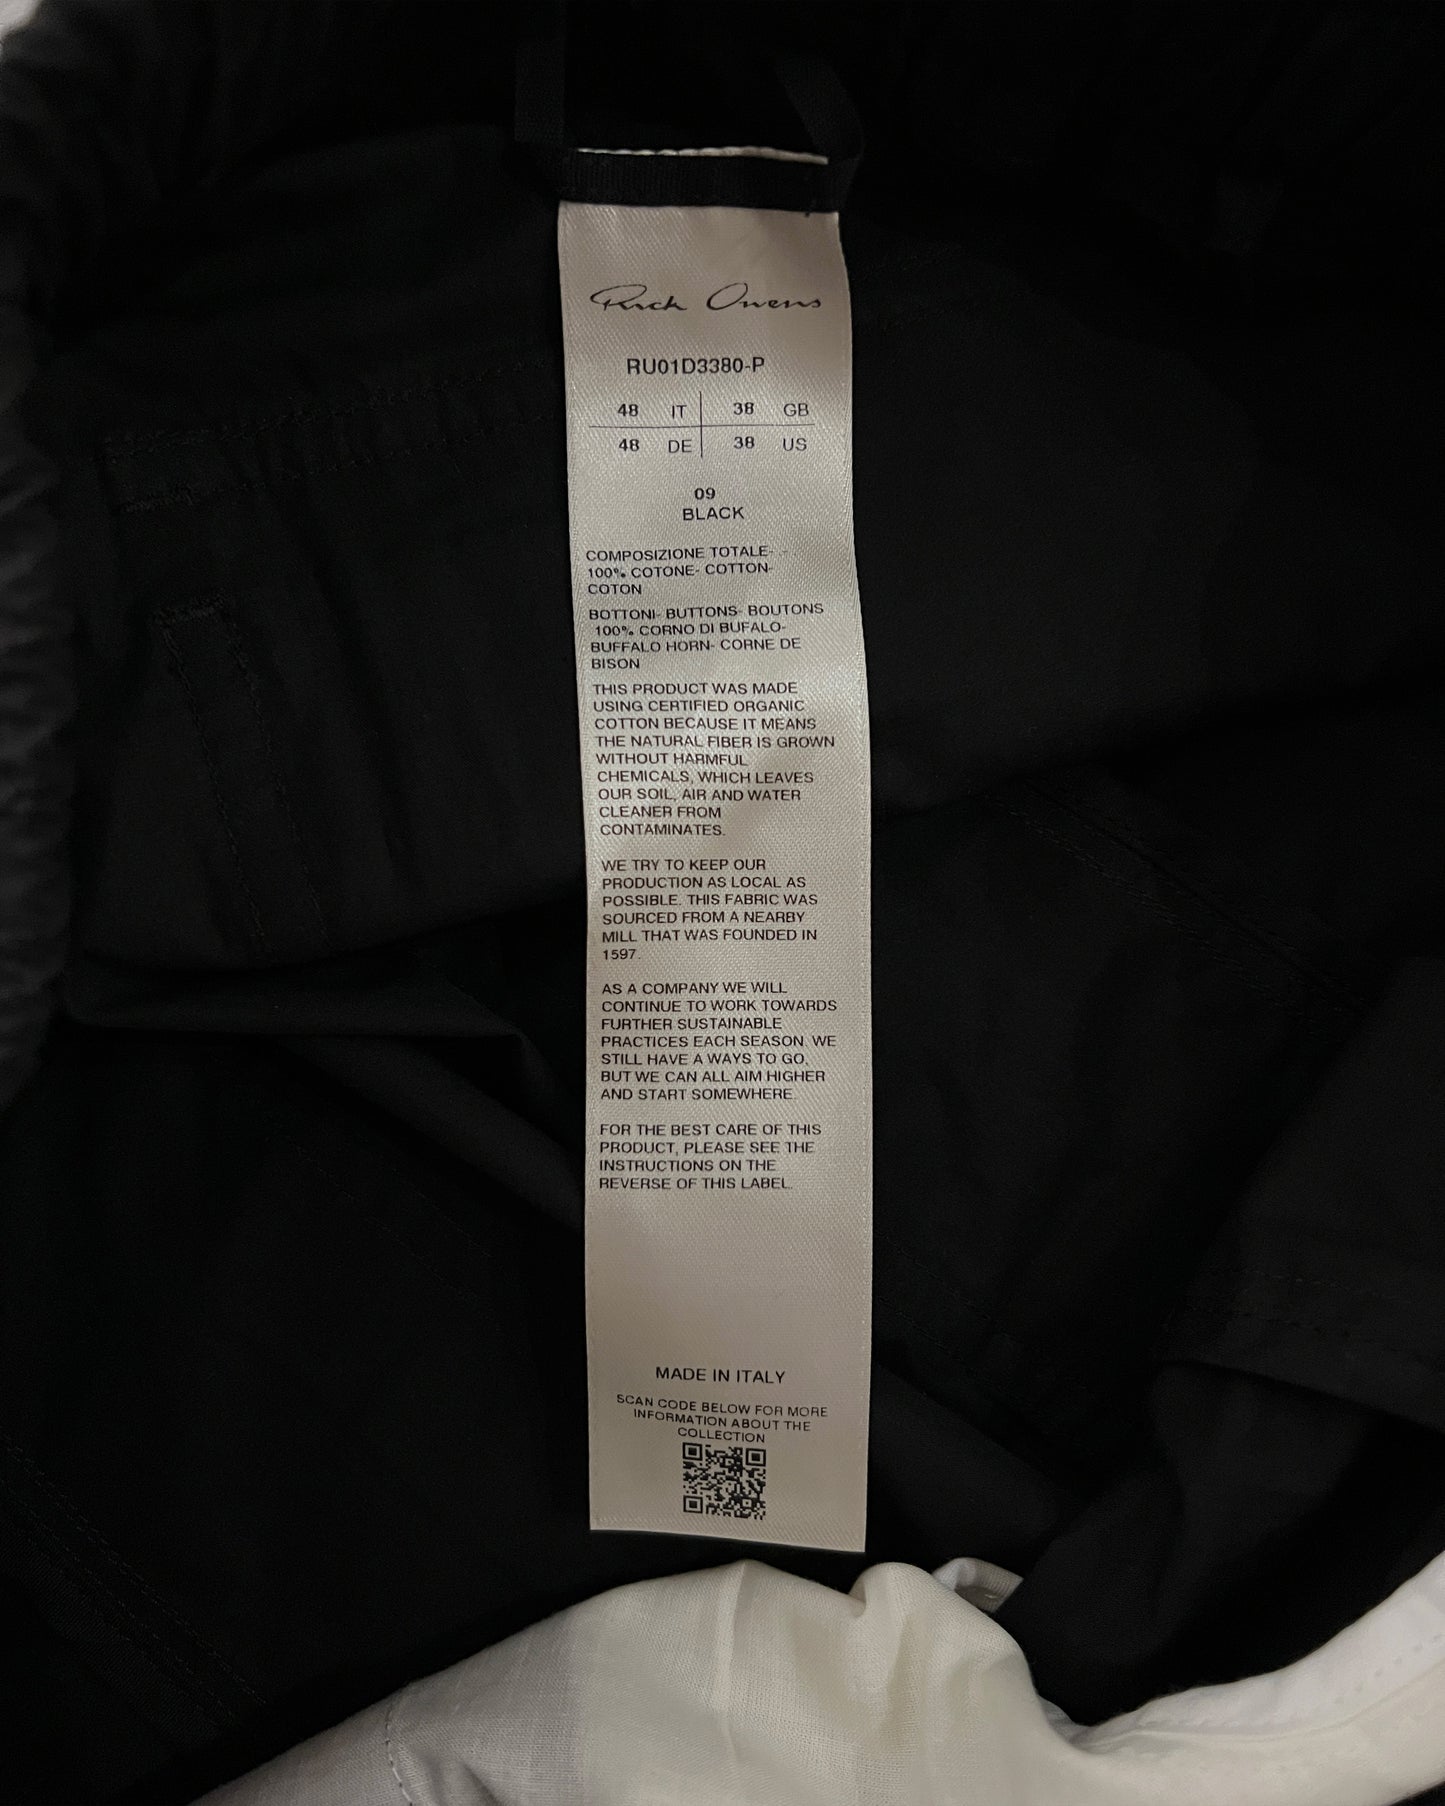 Rick Owens
RU01D3380-P
48 IT 38 GB
48 DE 38 US
09
BLACK
COMPOSIZIONE TOTALE- -
100% COTONE- COTTON-
COTON
BOTTONI- BUTTONS- BOUTONS
100% CORNO DI BUFALO-
BUFFALO HORN- CORNE DE
BISON
THIS PRODUCT WAS MADE
USING CERTIFIED ORGANIC
COTTON BECAUSE IT MEANS
THE NATURAL FIBER IS GROWN
WITHOUT HARMFUL
CHEMICALS, WHICH LEAVES
OUR SOIL, AIR AND WATER
CLEANER FROM
CONTAMINATES.
WE TRY TO KEEP OUR
PRODUCTION AS LOCAL AS
POSSIBLE. THIS FABRIC WAS
SOURCED FROM A NEARBY
MILL THAT WAS FOUNDED IN
1597.
AS A COMPANY WE WILL
CONTINUE TO WORK TOWARDS
FURTHER SUSTAINABLE
PRACTICES EACH SEASON. WE
STILL HAVE A WAYS TO GO,
BUT WE CAN ALL AIM HIGHER
AND START SOMEWHERE.
FOR THE BEST CARE OF THIS
PRODUCT, PLEASE SEE THE
INSTRUCTIONS ON THE
REVERSE OF THIS LABEL.
MADE IN ITALY
SCAN CODE BELOW FOR MORE
INFORMATION ABOUT THE
COLLECTION